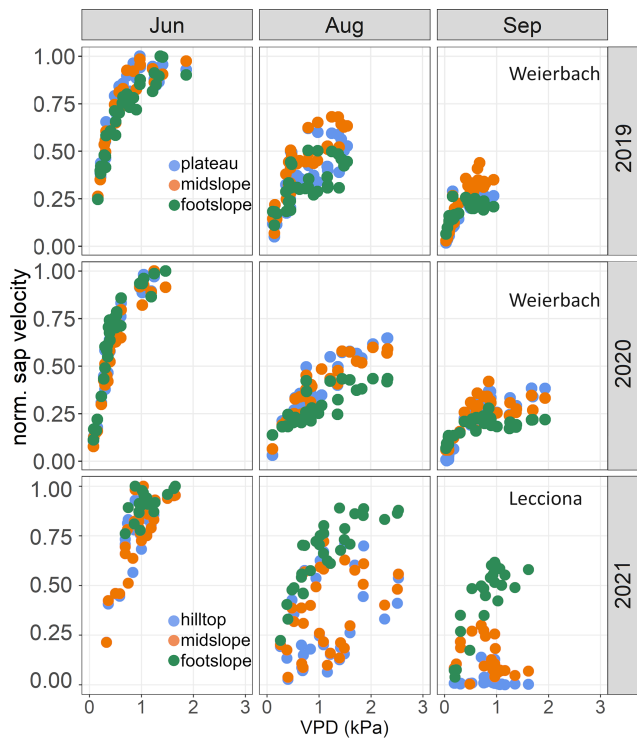 Jun Aug Sep
1.00
0.75
0.50
0.25
0.00
plateau
midslope
footslope
Weierbach
2019
1.00
0.75
0.50
0.25
0.00
norm. sap velocity
Weierbach
2020
1.00
0.75
0.50
0.25
0.00
hilltop
midslope
footslope
Lecciona
2021
0 1 2 3 0 1 2 3 0 1 2 3
VPD (kPa)